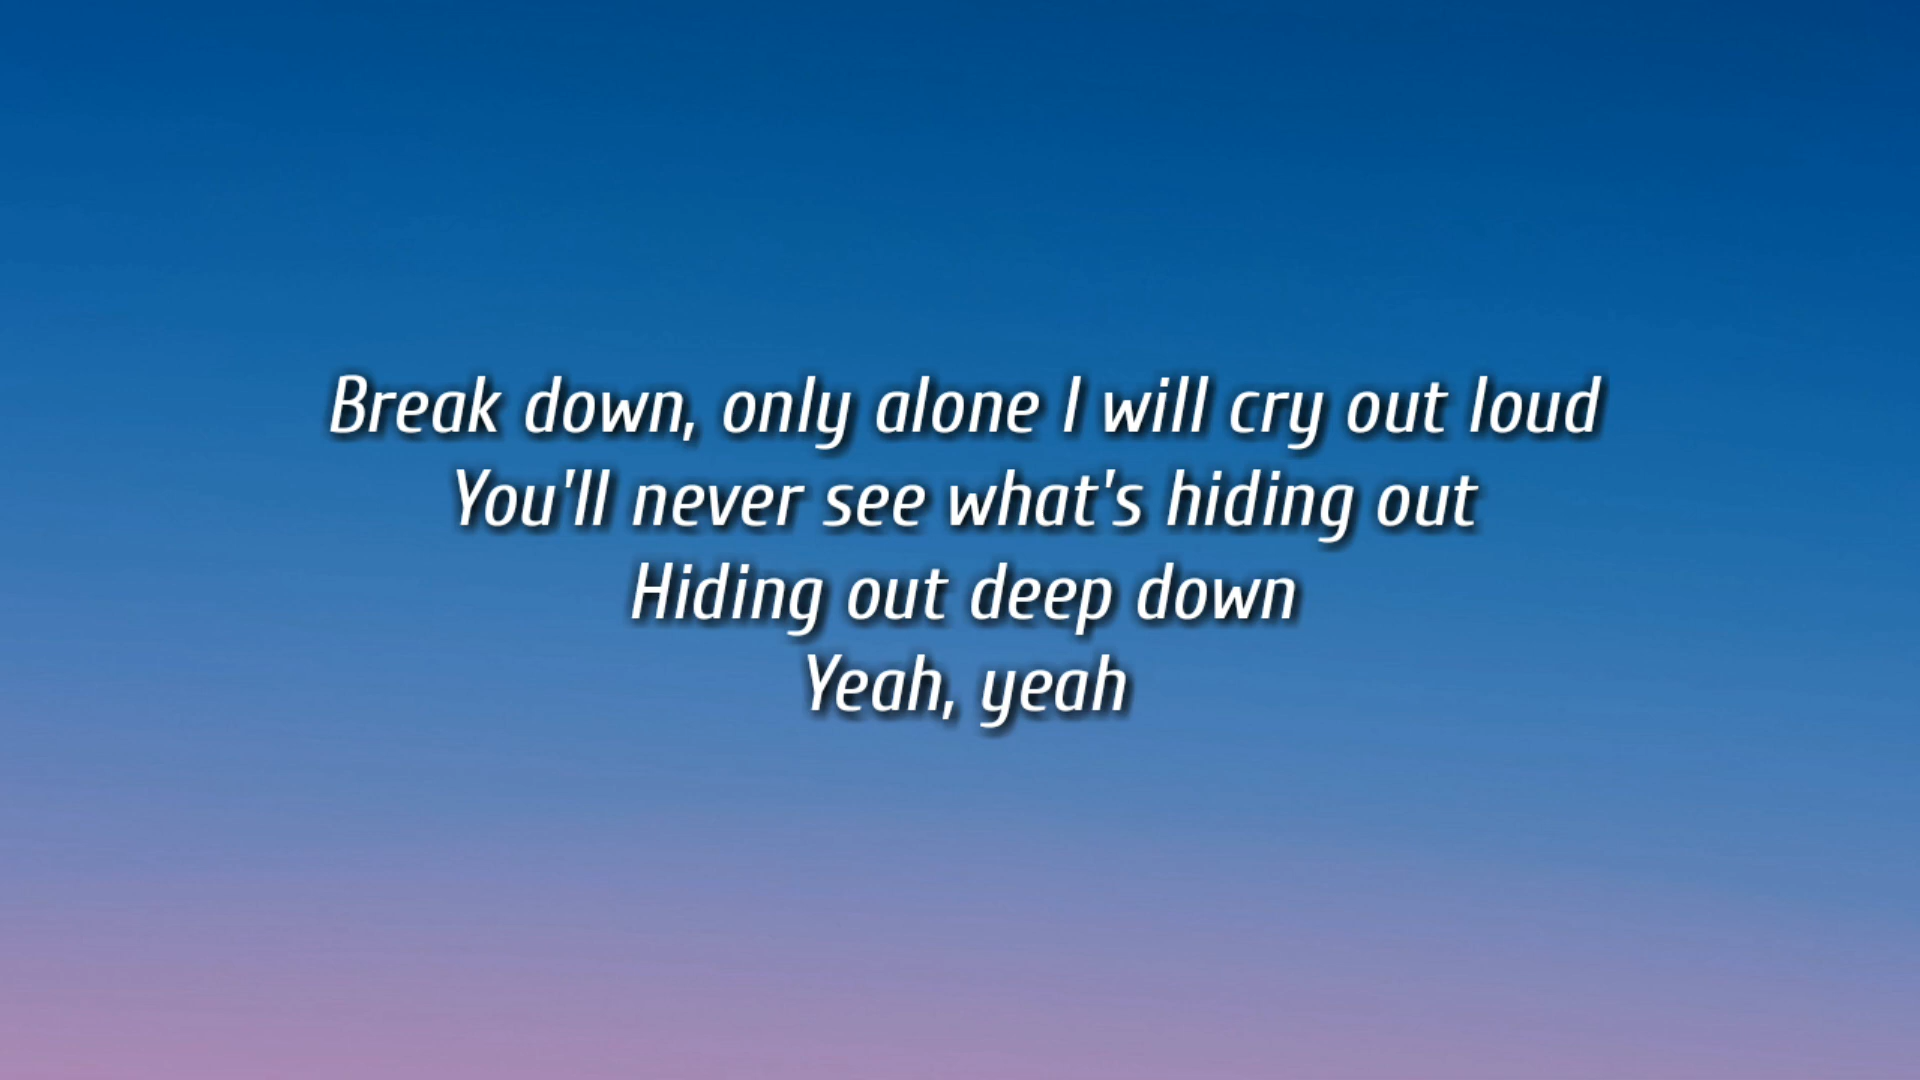 Break down, only alone I will cry out loud
You'll never see what's hiding out
Hiding out deep down
Yeah, yeah